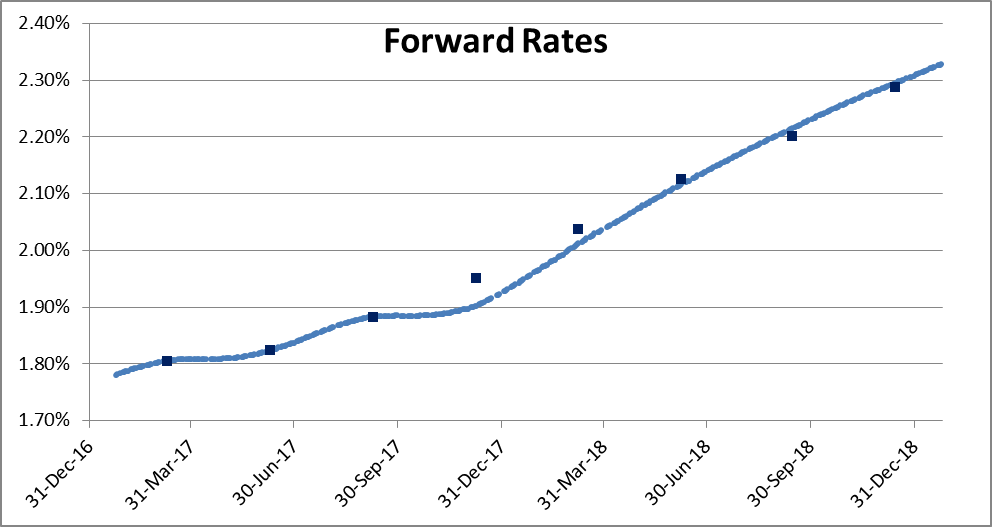 Forward Rates
2.40%
2.30%
2.20%
2.10%
2.00%
1.90%
1.80%
1.70%
31-Dec-16
31-Mar-17
30-Jun-17
30-Sep-17
31-Dec-17
31-Mar-18
30-Jun-18
30-Sep-18
31-Dec-18